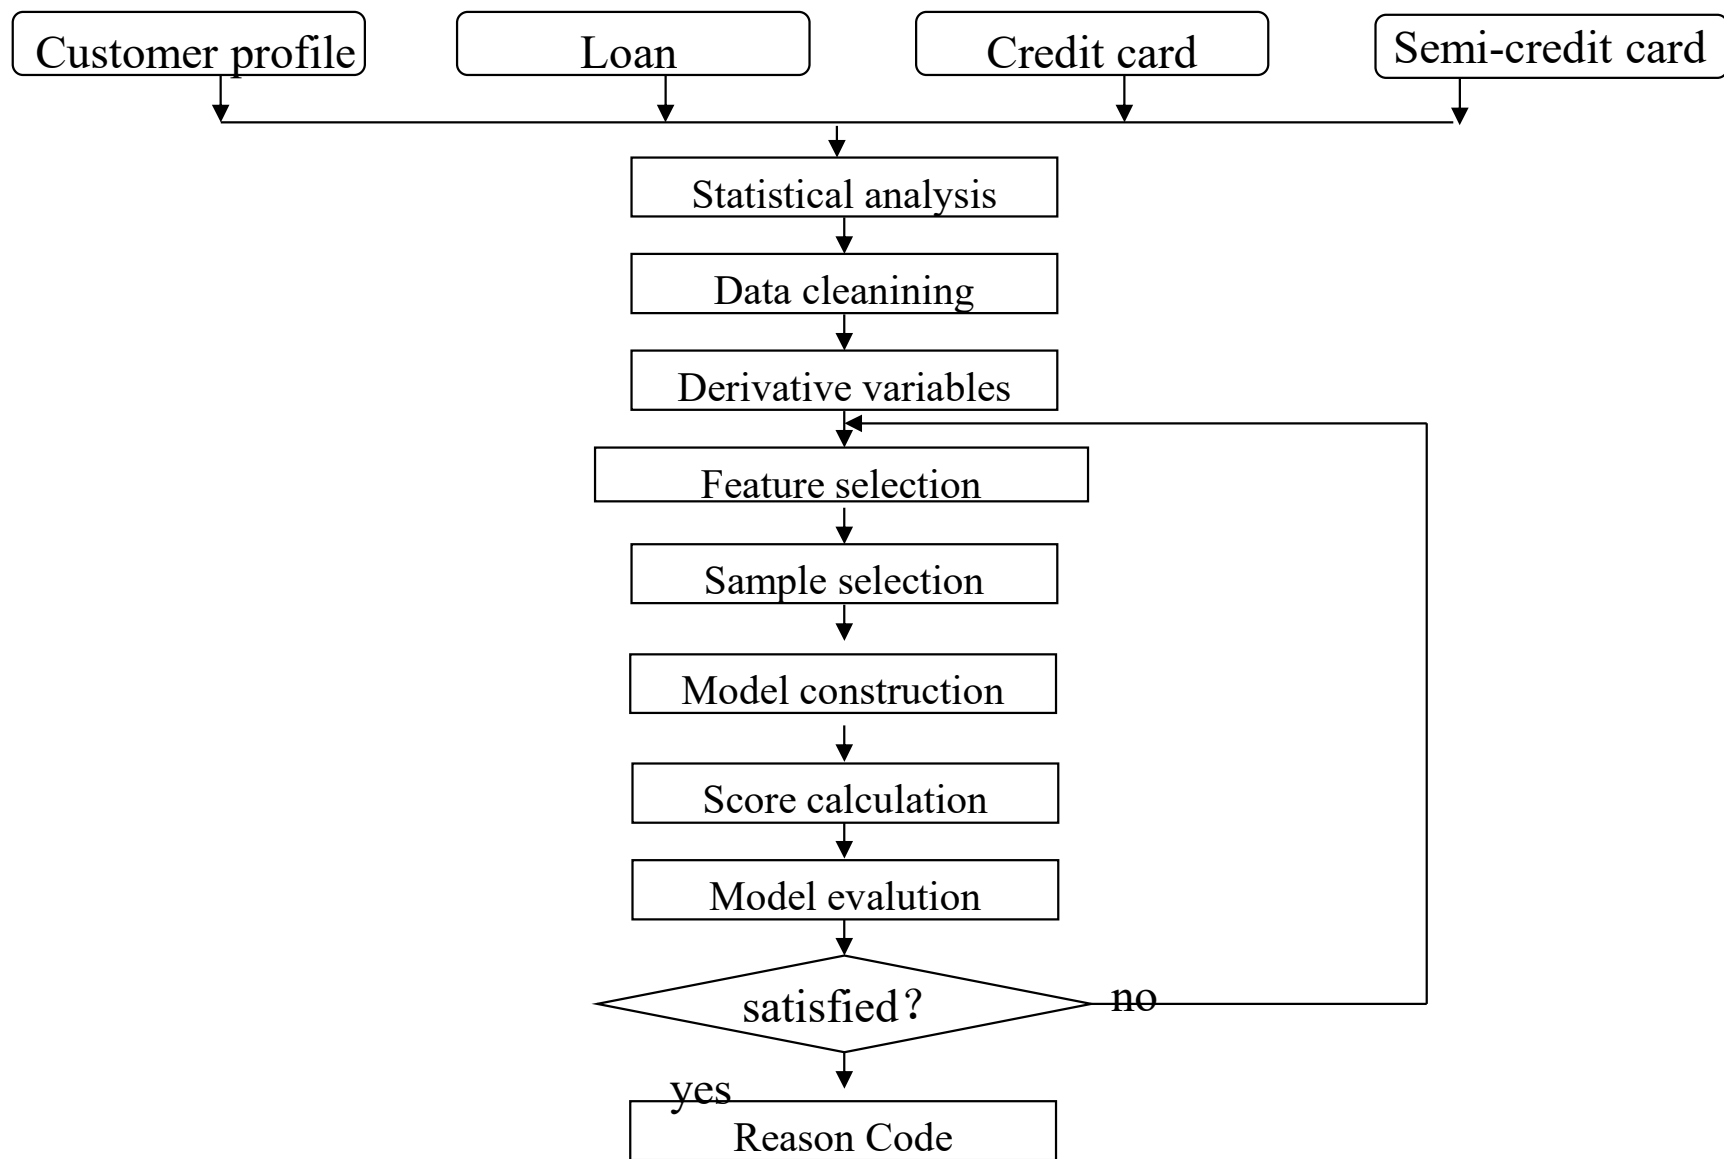 Customer profile
Loan
Credit card
Semi-credit card
Statistical analysis
Data cleanining
Derivative variables
Feature selection
Sample selection
Model construction
Score calculation
Model evalution
satisfied？
no
yes
Reason Code